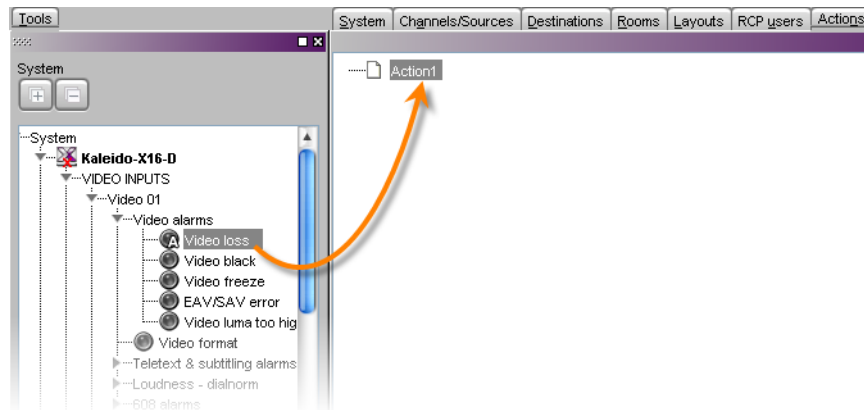 Tools
System
Channels/Sources
Destinations
Rooms
Layouts
RCP users
Actions
System
System
Kaleido-X16-D
VIDEO INPUTS
Video 01
Video alarms
A Video loss
Video black
Video freeze
EAV/SAV error
Video luma too hig
Video format
Teletext & subtitling alarms
Loudness - dialnorm
608 alarms
Action1